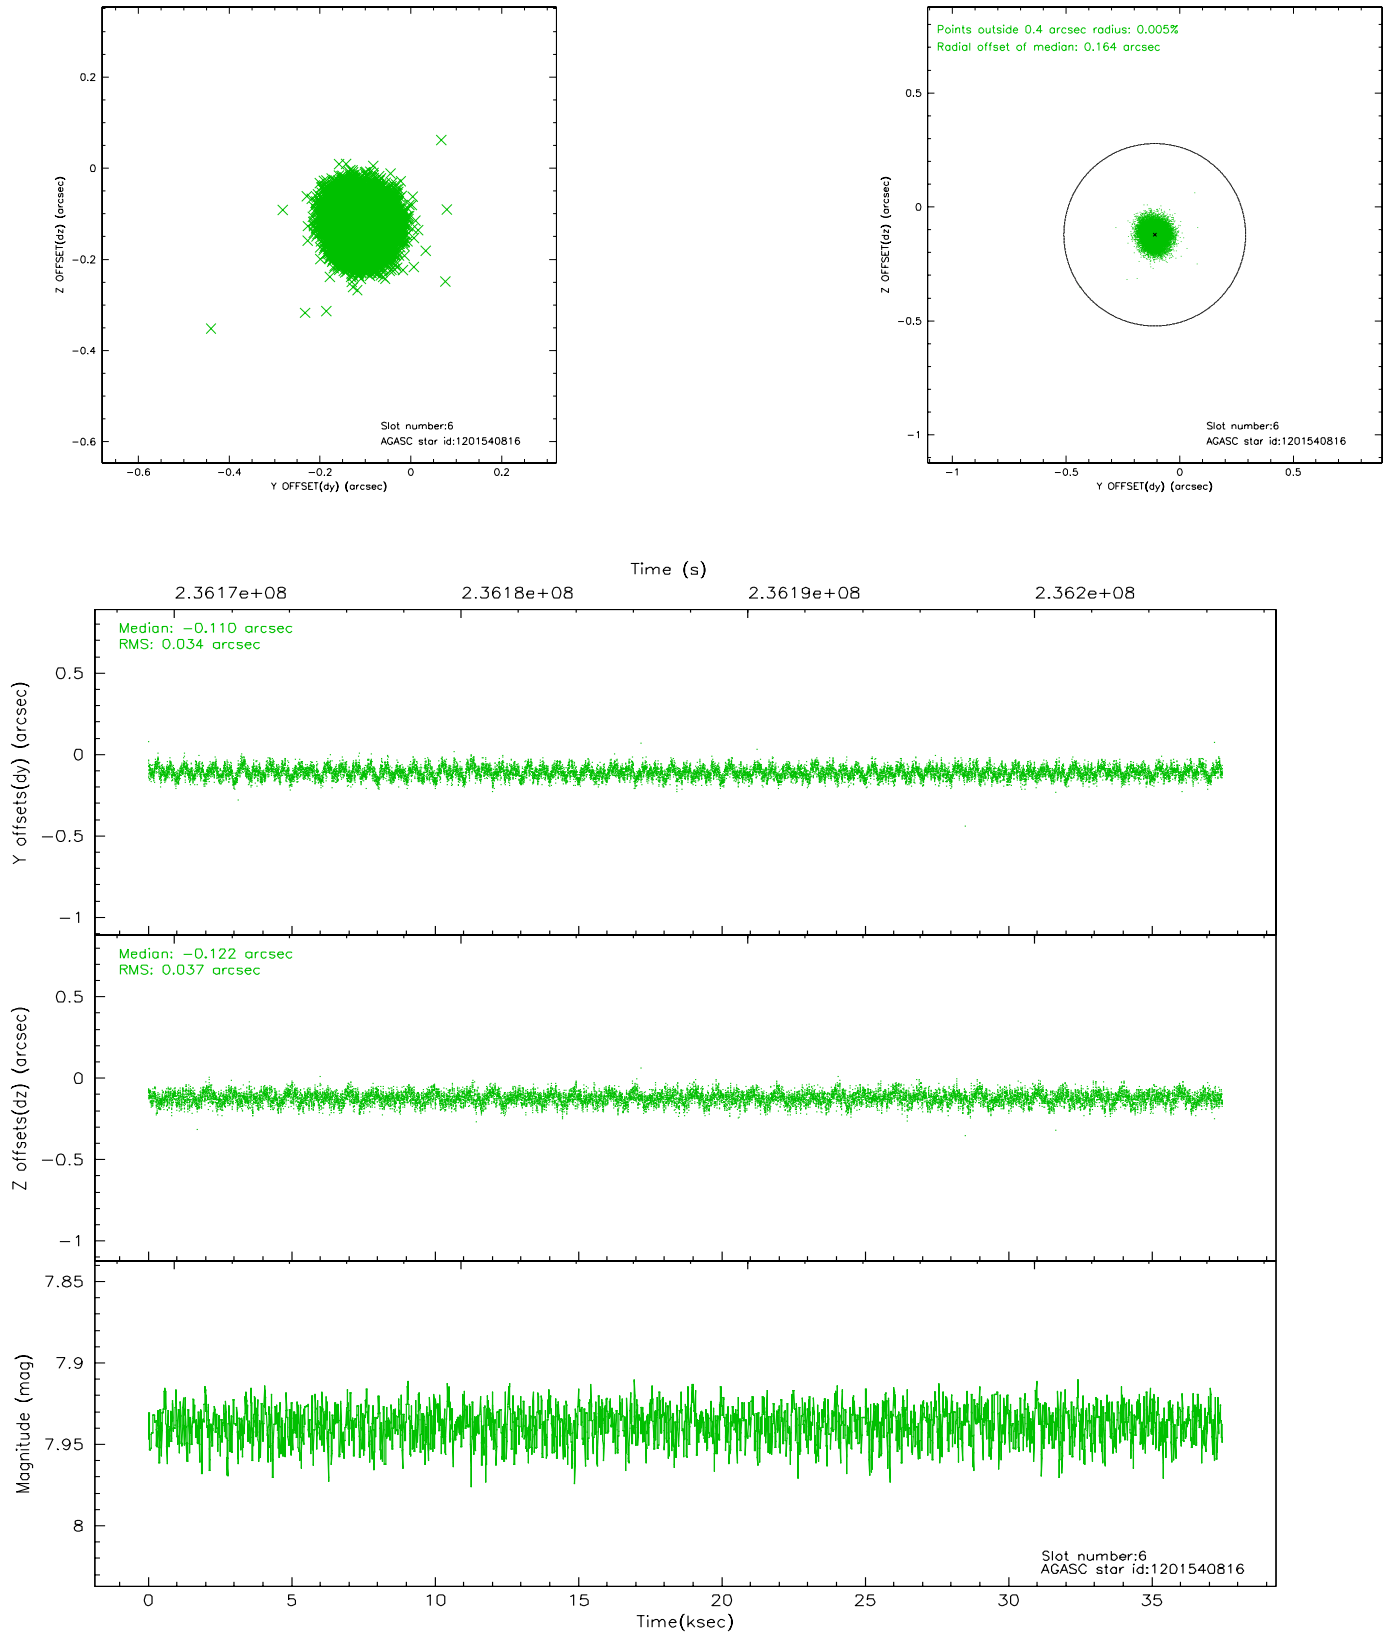 0.2
0
−0.2
−0.4
−0.6
Z OFFSET(dz) (arcsec)
Slot number:6
AGASC star id:1201540816
−0.6 −0.4 −0.2 0 0.2
Y OFFSET(dy) (arcsec)
Points outside 0.4 arcsec radius: 0.005%
Radial offset of median: 0.164 arcsec
0.5
0
−0.5
−1
Z OFFSET(dz) (arcsec)
Slot number:6
AGASC star id:1201540816
−1 −0.5 0 0.5
Y OFFSET(dy) (arcsec)
Time (s)
2.3617e+08 2.3618e+08 2.3619e+08 2.362e+08
Median: −0.110 arcsec
RMS: 0.034 arcsec
0.5
0
−0.5
−1
Y offsets(dy) (arcsec)
Median: −0.122 arcsec
RMS: 0.037 arcsec
0.5
0
−0.5
−1
Z offsets(dz) (arcsec)
7.85
7.9
7.95
8
Magnitude (mag)
Slot number:6
AGASC star id:1201540816
0 5 10 15 20 25 30 35
Time(ksec)